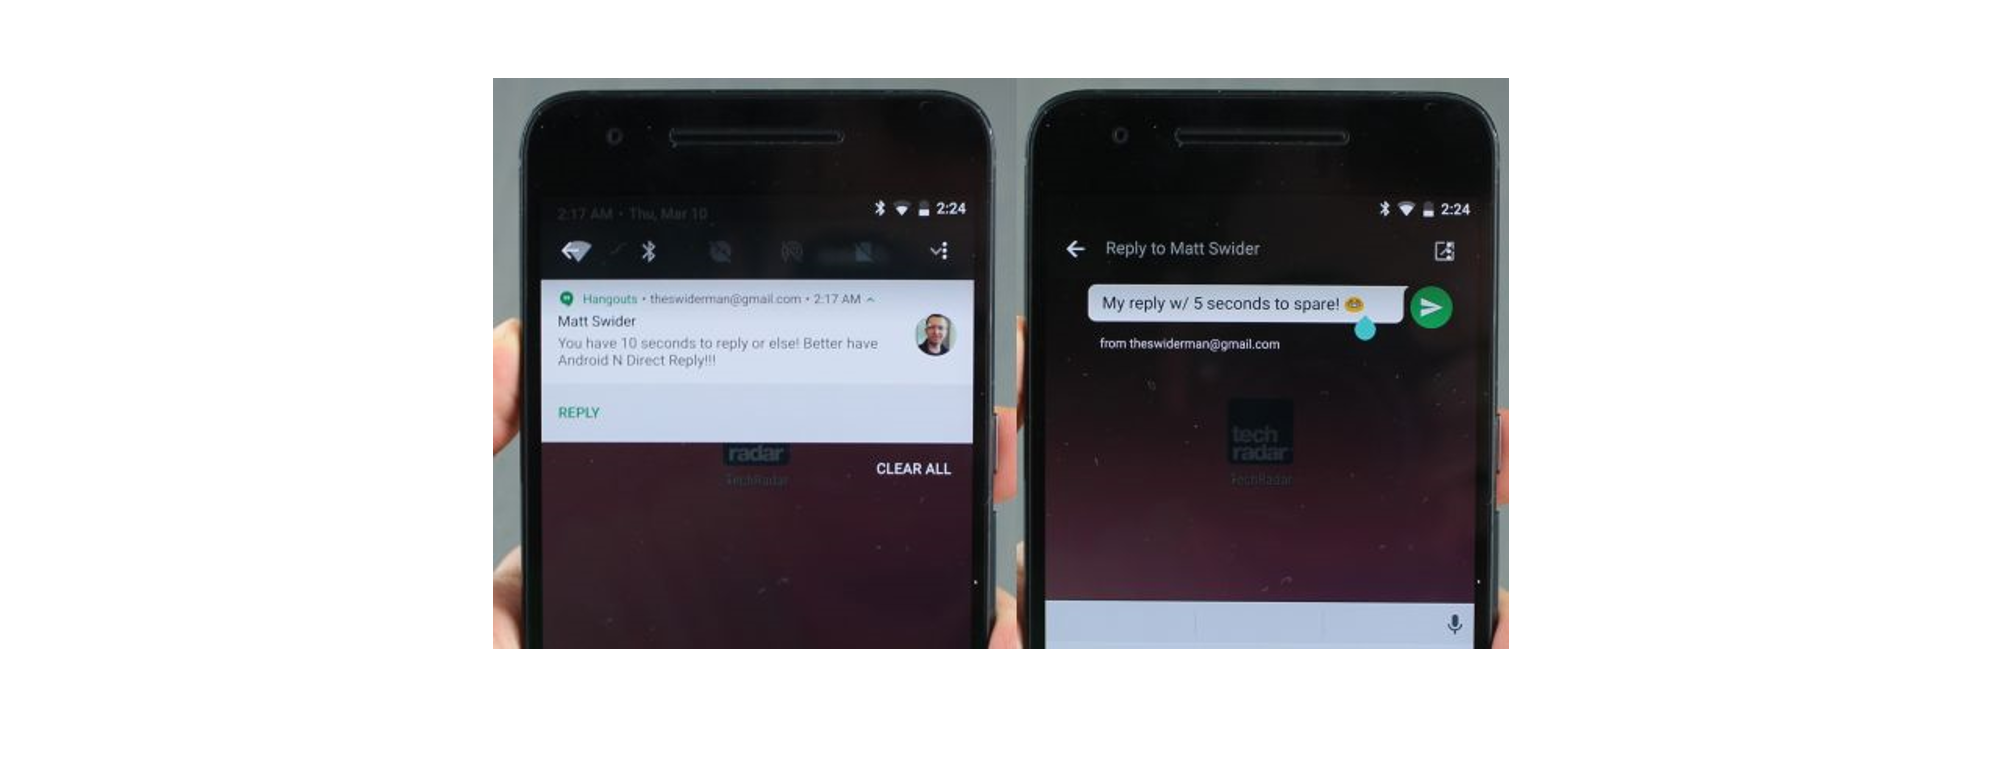 2:17 AM • Thu, Mar 10
2:24
Hangouts • theswiderman@gmail.com • 2:17 AM
Matt Swider
You have 10 seconds to reply or else! Better have
Android N Direct Reply!!!
REPLY
radar
TechRadar
CLEAR ALL
2:24
Reply to Matt Swider
My reply w/ 5 seconds to spare! 😁
from theswiderman@gmail.com
tech
radar
TechRadar